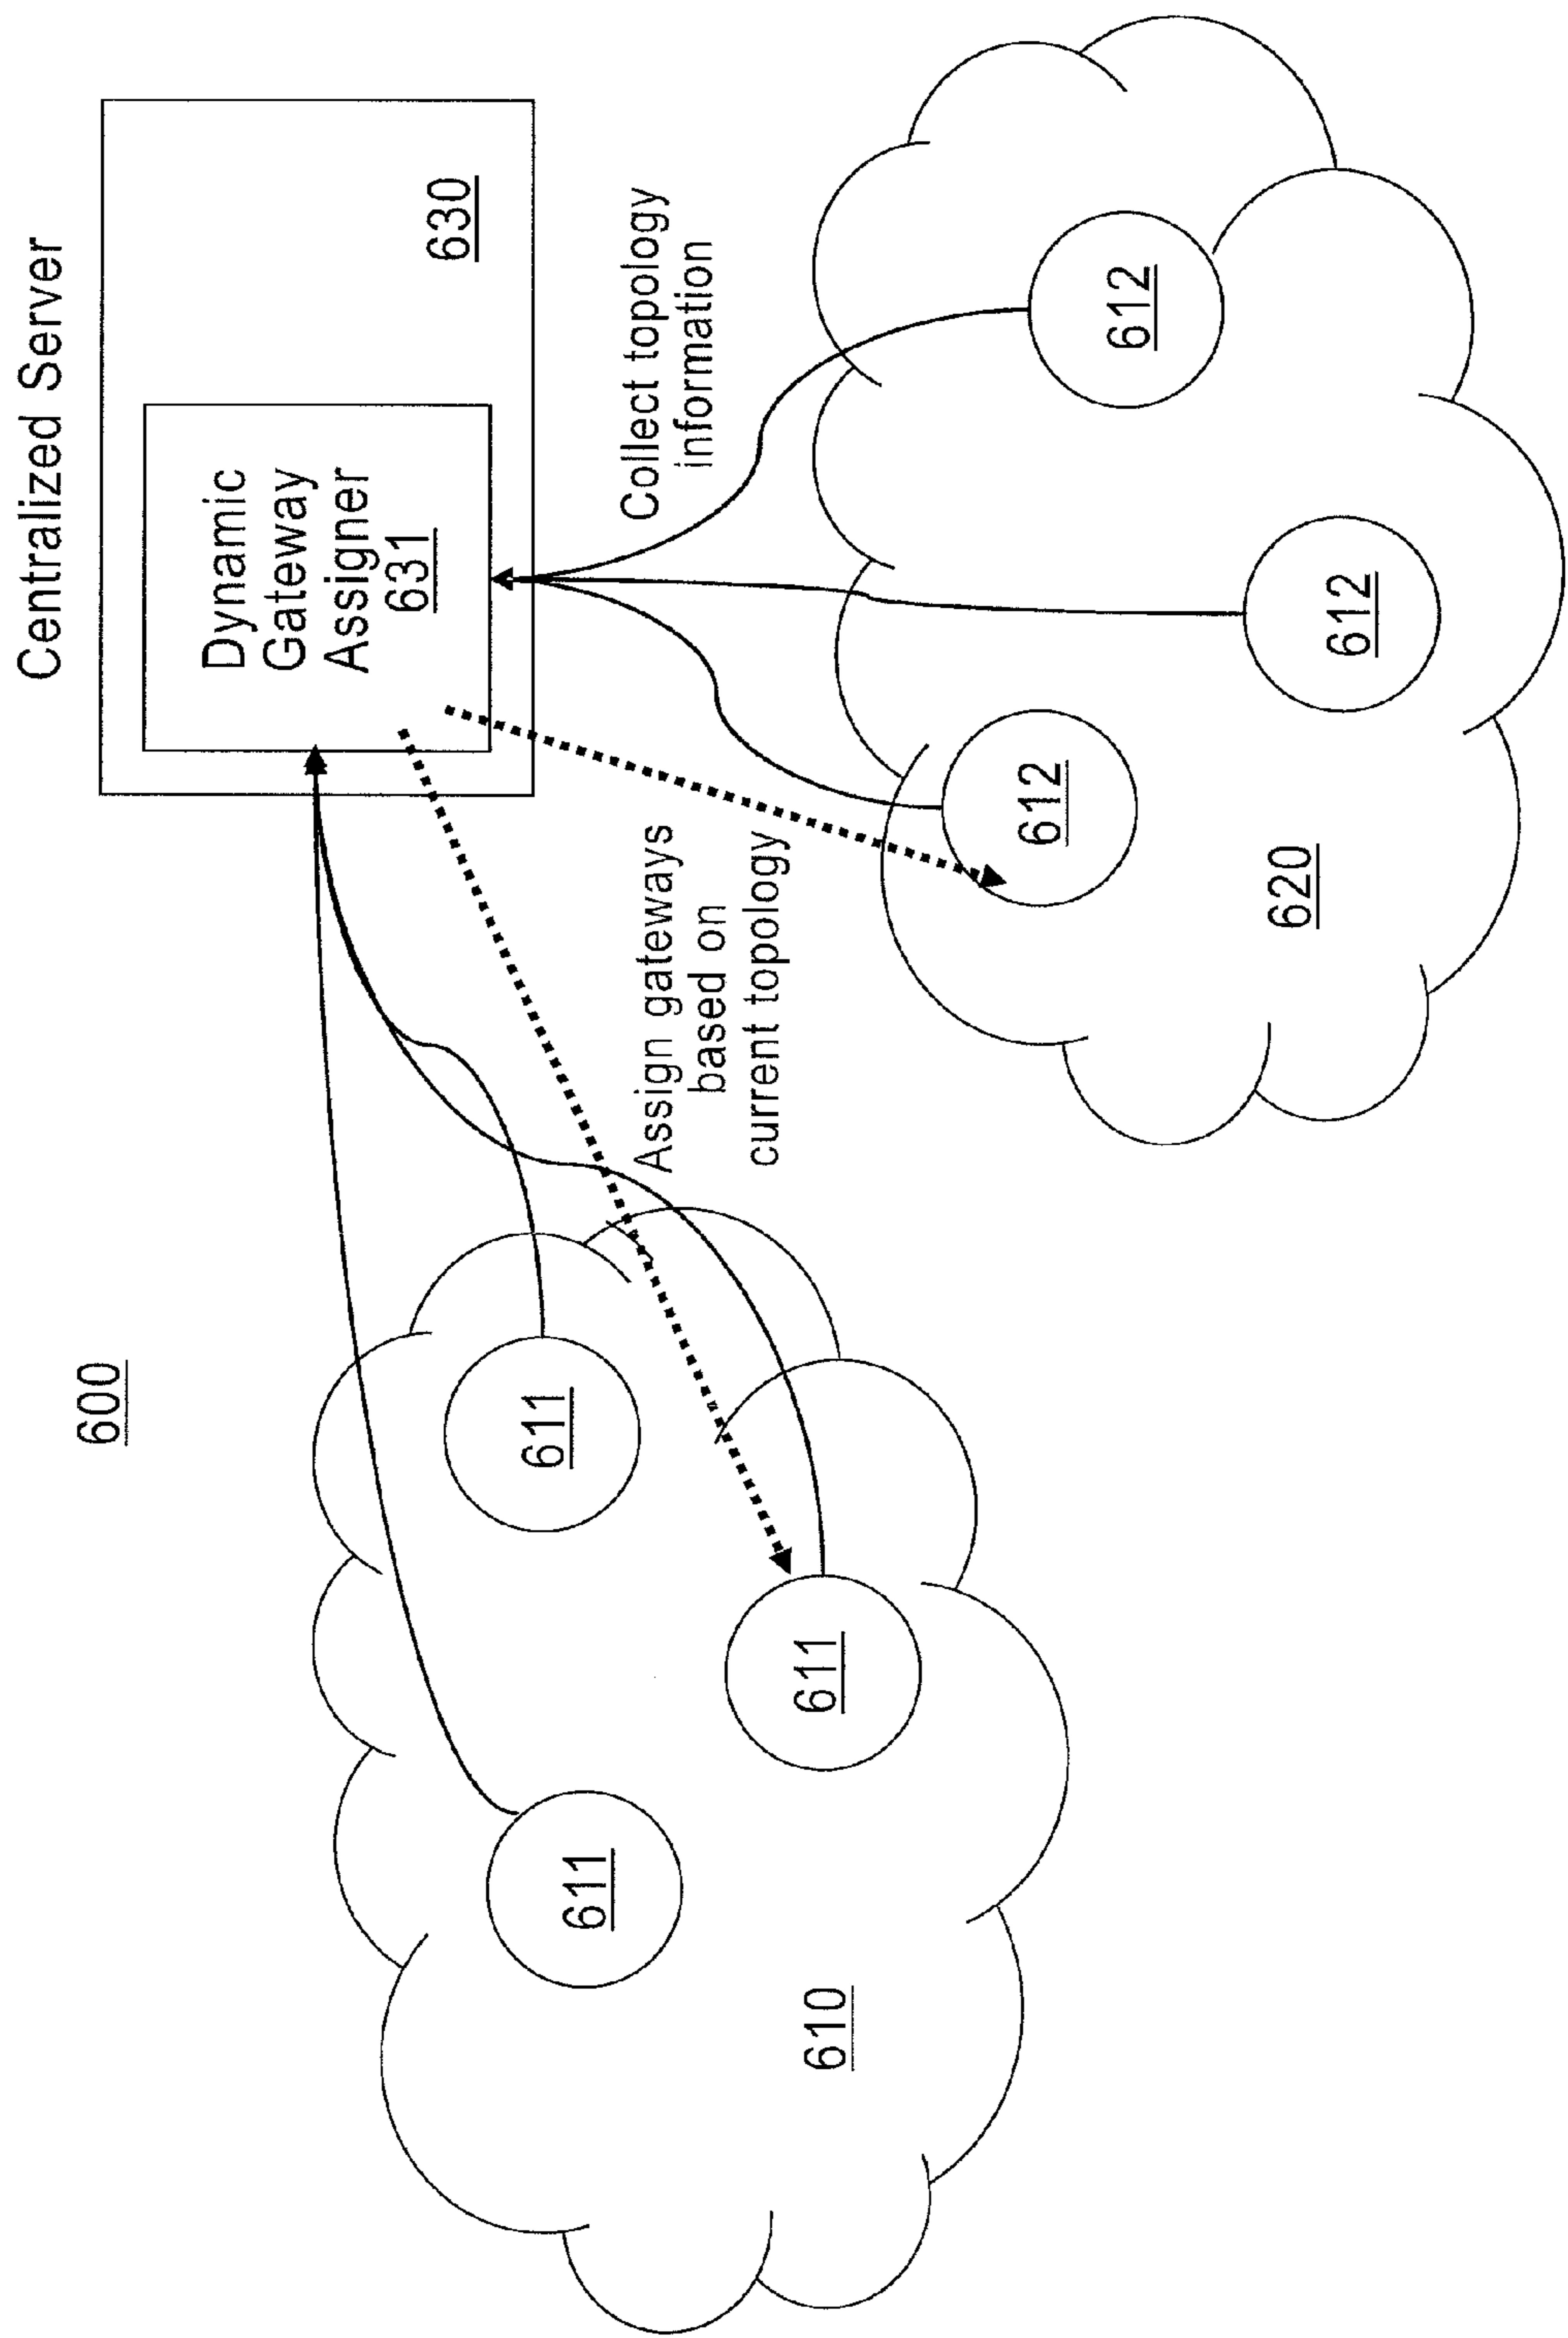 600
Centralized Server
Dynamic
Gateway
Assigner
631
630
Collect topology
information
Assign gateways
based on
current topology
611
611
611
610
612
612
612
620